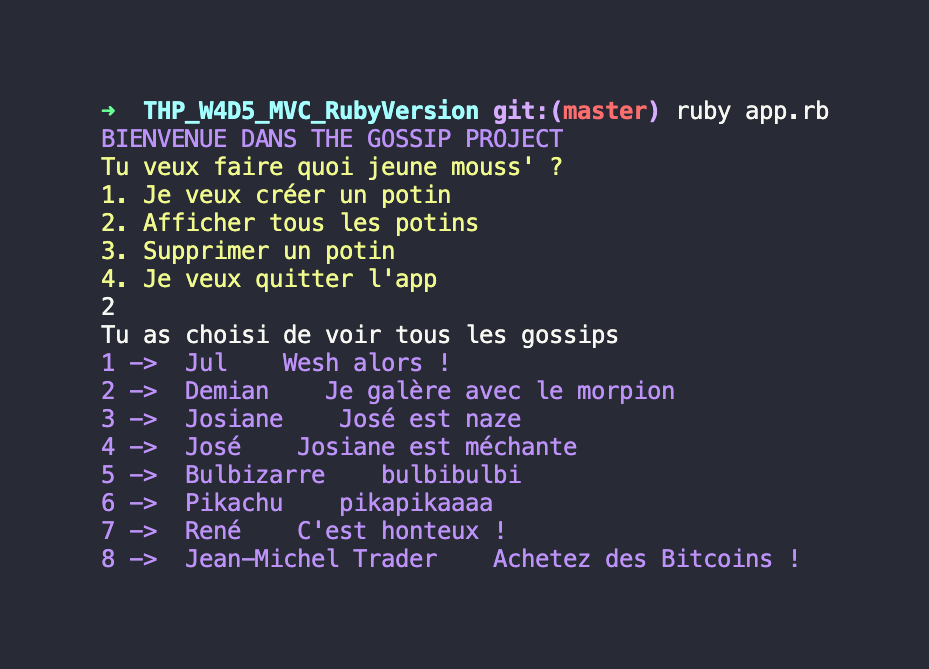 ➜  THP_W4D5_MVC_RubyVersion git:(master) ruby app.rb
BIENVENUE DANS THE GOSSIP PROJECT
Tu veux faire quoi jeune mouss' ?
1. Je veux créer un potin
2. Afficher tous les potins
3. Supprimer un potin
4. Je veux quitter l'app
2
Tu as choisi de voir tous les gossips
1 ->  Jul    Wesh alors !
2 ->  Demian    Je galère avec le morpion
3 ->  Josiane    José est naze
4 ->  José    Josiane est méchante
5 ->  Bulbizarre    bulbibulbi
6 ->  Pikachu    pikapikaaaa
7 ->  René    C'est honteux !
8 ->  Jean-Michel Trader    Achetez des Bitcoins !